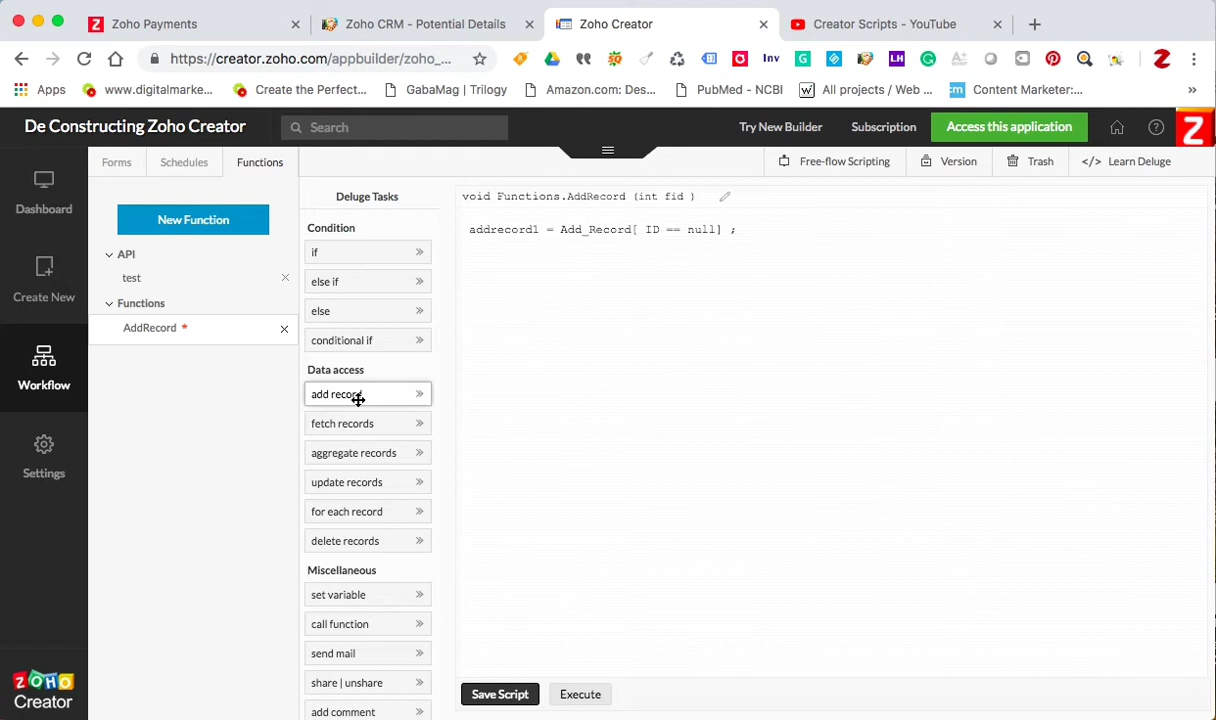 Zoho Payments
Zoho CRM - Potential Details
Zoho Creator
Creator Scripts - YouTube
https://creator.zoho.com/appbuilder/zoho_...
Inv
LH
Apps
www.digitalmarke...
Create the Perfect...
GabaMag | Trilogy
Amazon.com: Des...
PubMed - NCBI
All projects / Web ...
cm Content Marketer:...
De Constructing Zoho Creator
Search
Try New Builder
Subscription
Access this application
Forms
Schedules
Functions
Free-flow Scripting
Version
Trash
</> Learn Deluge
Dashboard
Create New
Workflow
Settings
ZOHO
Creator
New Function
API
test
Functions
AddRecord *
Deluge Tasks
Condition
if
else if
else
conditional if
Data access
add record
fetch records
aggregate records
update records
for each record
delete records
Miscellaneous
set variable
call function
send mail
share | unshare
add comment
void Functions.AddRecord (int fid )
addrecord1 = Add_Record[ ID == null] ;
Save Script
Execute